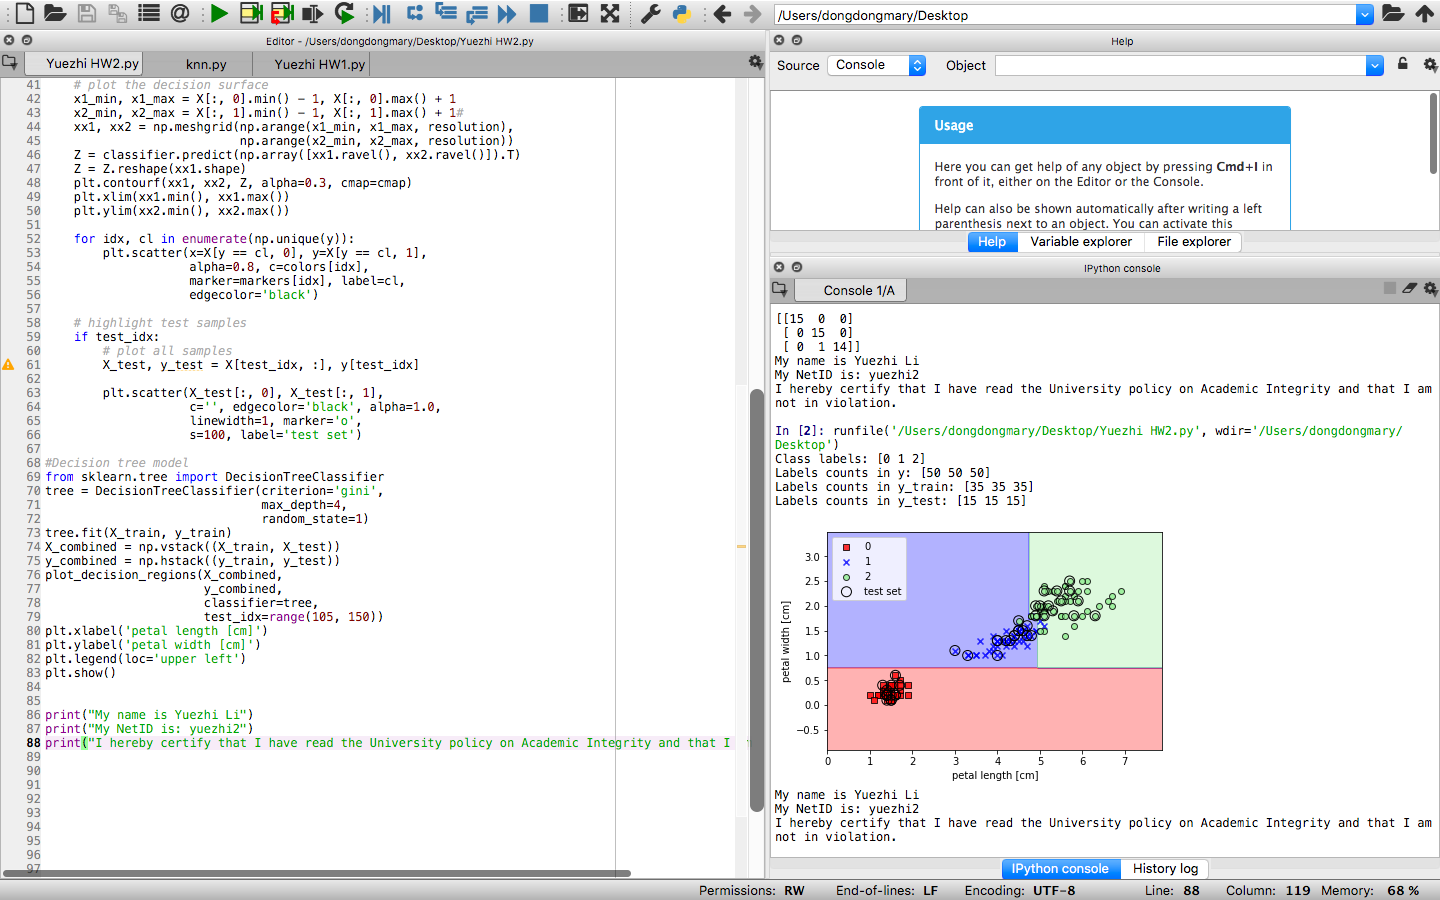 /Users/dongdongmary/Desktop
Editor - /Users/dongdongmary/Desktop/Yuezhi HW2.py
Yuezhi HW2.py
knn.py
Yuezhi HW1.py
41 # plot the decision surface
42 x1_min, x1_max = X[:, 0].min() - 1, X[:, 0].max() + 1
43 x2_min, x2_max = X[:, 1].min() - 1, X[:, 1].max() + 1#
44 xx1, xx2 = np.meshgrid(np.arange(x1_min, x1_max, resolution),
45 np.arange(x2_min, x2_max, resolution))
46 Z = classifier.predict(np.array([xx1.ravel(), xx2.ravel()]).T)
47 Z = Z.reshape(xx1.shape)
48 plt.contourf(xx1, xx2, Z, alpha=0.3, cmap=cmap)
49 plt.xlim(xx1.min(), xx1.max())
50 plt.ylim(xx2.min(), xx2.max())
51
52 for idx, cl in enumerate(np.unique(y)):
53 plt.scatter(x=X[y == cl, 0], y=X[y == cl, 1],
54 alpha=0.8, c=colors[idx],
55 marker=markers[idx], label=cl,
56 edgecolor='black')
57
58 # highlight test samples
59 if test_idx:
60 # plot all samples
61 X_test, y_test = X[test_idx, :], y[test_idx]
62
63 plt.scatter(X_test[:, 0], X_test[:, 1],
64 c='', edgecolor='black', alpha=1.0,
65 linewidth=1, marker='o',
66 s=100, label='test set')
67
68 #Decision tree model
69 from sklearn.tree import DecisionTreeClassifier
70 tree = DecisionTreeClassifier(criterion='gini',
71 max_depth=4,
72 random_state=1)
73 tree.fit(X_train, y_train)
74 X_combined = np.vstack((X_train, X_test))
75 y_combined = np.hstack((y_train, y_test))
76 plot_decision_regions(X_combined,
77 y_combined,
78 classifier=tree,
79 test_idx=range(105, 150))
80 plt.xlabel('petal length [cm]')
81 plt.ylabel('petal width [cm]')
82 plt.legend(loc='upper left')
83 plt.show()
84
85
86 print("My name is Yuezhi Li")
87 print("My NetID is: yuezhi2")
88 print("I hereby certify that I have read the University policy on Academic Integrity and that I
89
90
91
92
93
94
95
96
97
Help
Source Console Object
Usage
Here you can get help of any object by pressing Cmd+I in
front of it, either on the Editor or the Console.
Help can also be shown automatically after writing a left
parenthesis next to an object. You can activate this
Help Variable explorer File explorer
IPython console
Console 1/A
[[15 0 0]
[ 0 15 0]
[ 0 1 14]]
My name is Yuezhi Li
My NetID is: yuezhi2
I hereby certify that I have read the University policy on Academic Integrity and that I am
not in violation.
In [2]: runfile('/Users/dongdongmary/Desktop/Yuezhi HW2.py', wdir='/Users/dongdongmary/
Desktop')
Class labels: [0 1 2]
Labels counts in y: [50 50 50]
Labels counts in y_train: [35 35 35]
Labels counts in y_test: [15 15 15]
0
1
2
test set
3.0
2.5
2.0
1.5
1.0
0.5
0.0
−0.5
petal width [cm]
0 1 2 3 4 5 6 7
petal length [cm]
My name is Yuezhi Li
My NetID is: yuezhi2
I hereby certify that I have read the University policy on Academic Integrity and that I am
not in violation.
IPython console History log
Permissions: RW End-of-lines: LF Encoding: UTF-8 Line: 88 Column: 119 Memory: 68 %